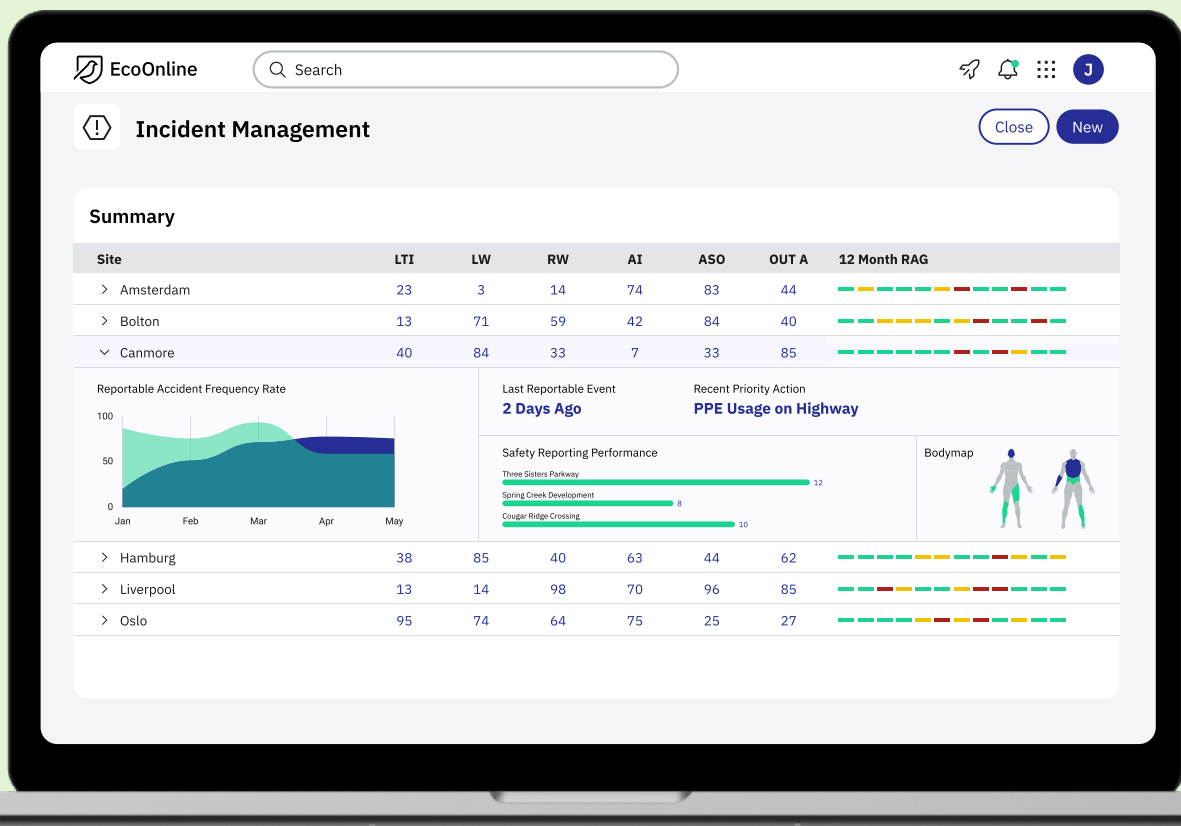 EcoOnline
Search
J
Incident Management
Close
New
Summary
Site LTI LW RW AI ASO OUT A 12 Month RAG
Amsterdam 23 3 14 74 83 44
Bolton 13 71 59 42 84 40
Canmore 40 84 33 7 33 85
Reportable Accident Frequency Rate
100
50
0
Jan Feb Mar Apr May
Last Reportable Event
2 Days Ago
Recent Priority Action
PPE Usage on Highway
Safety Reporting Performance
Three Sisters Parkway
12
Spring Creek Development
8
Cougar Ridge Crossing
10
Bodymap
Hamburg 38 85 40 63 44 62
Liverpool 13 14 98 70 96 85
Oslo 95 74 64 75 25 27